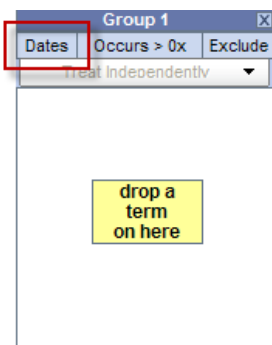 Group 1 X
Dates Occurs > 0x Exclude
Treat Independently
drop a
term
on here